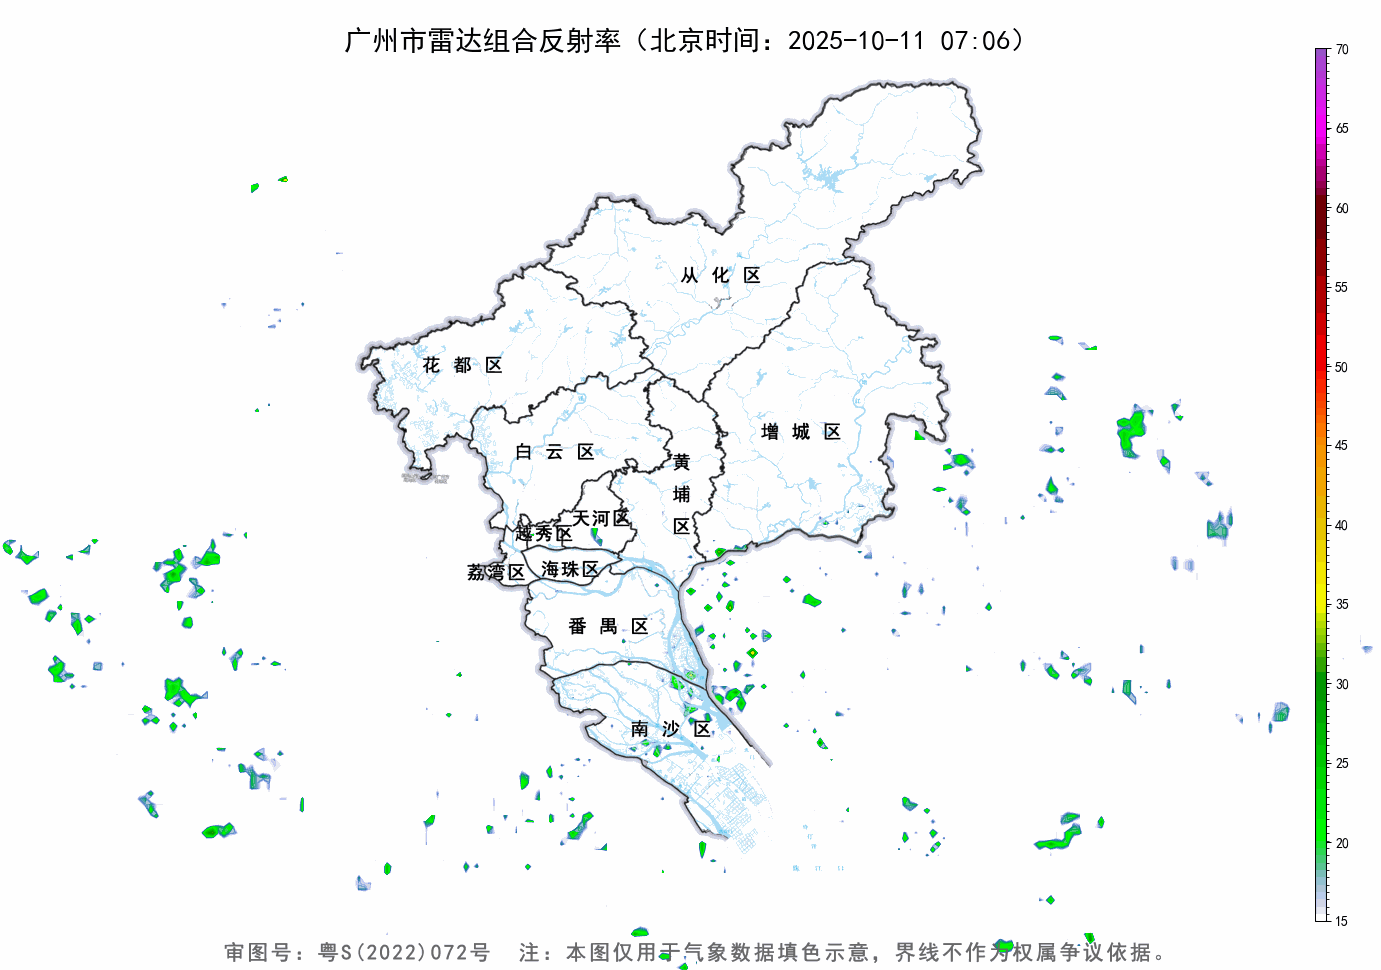 广州市雷达组合反射率（北京时间：2025-10-11 07:06）
70
65
60
55
50
45
40
35
30
25
20
15
从化区
花都区
增城区
白云区
黄埔区
天河区
越秀区
荔湾区
海珠区
番禺区
南沙区
审图号：粤S(2022)072号 注：本图仅用于气象数据填色示意，界线不作为权属争议依据。